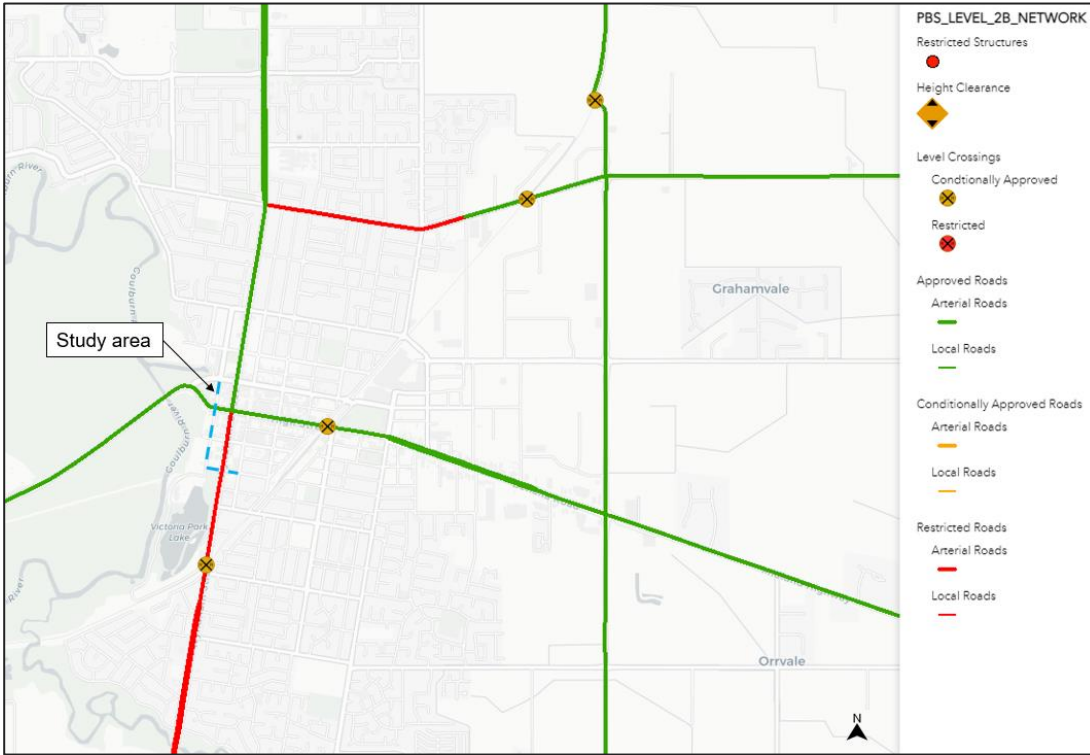 PBS_LEVEL_2B_NETWORK
Restricted Structures
Height Clearance
Level Crossings
Condtionally Approved
Restricted
Approved Roads
Arterial Roads
Local Roads
Conditionally Approved Roads
Arterial Roads
Local Roads
Restricted Roads
Arterial Roads
Local Roads
Grahamvale
Study area
Victoria Park
Lake
Orrvale
River
N